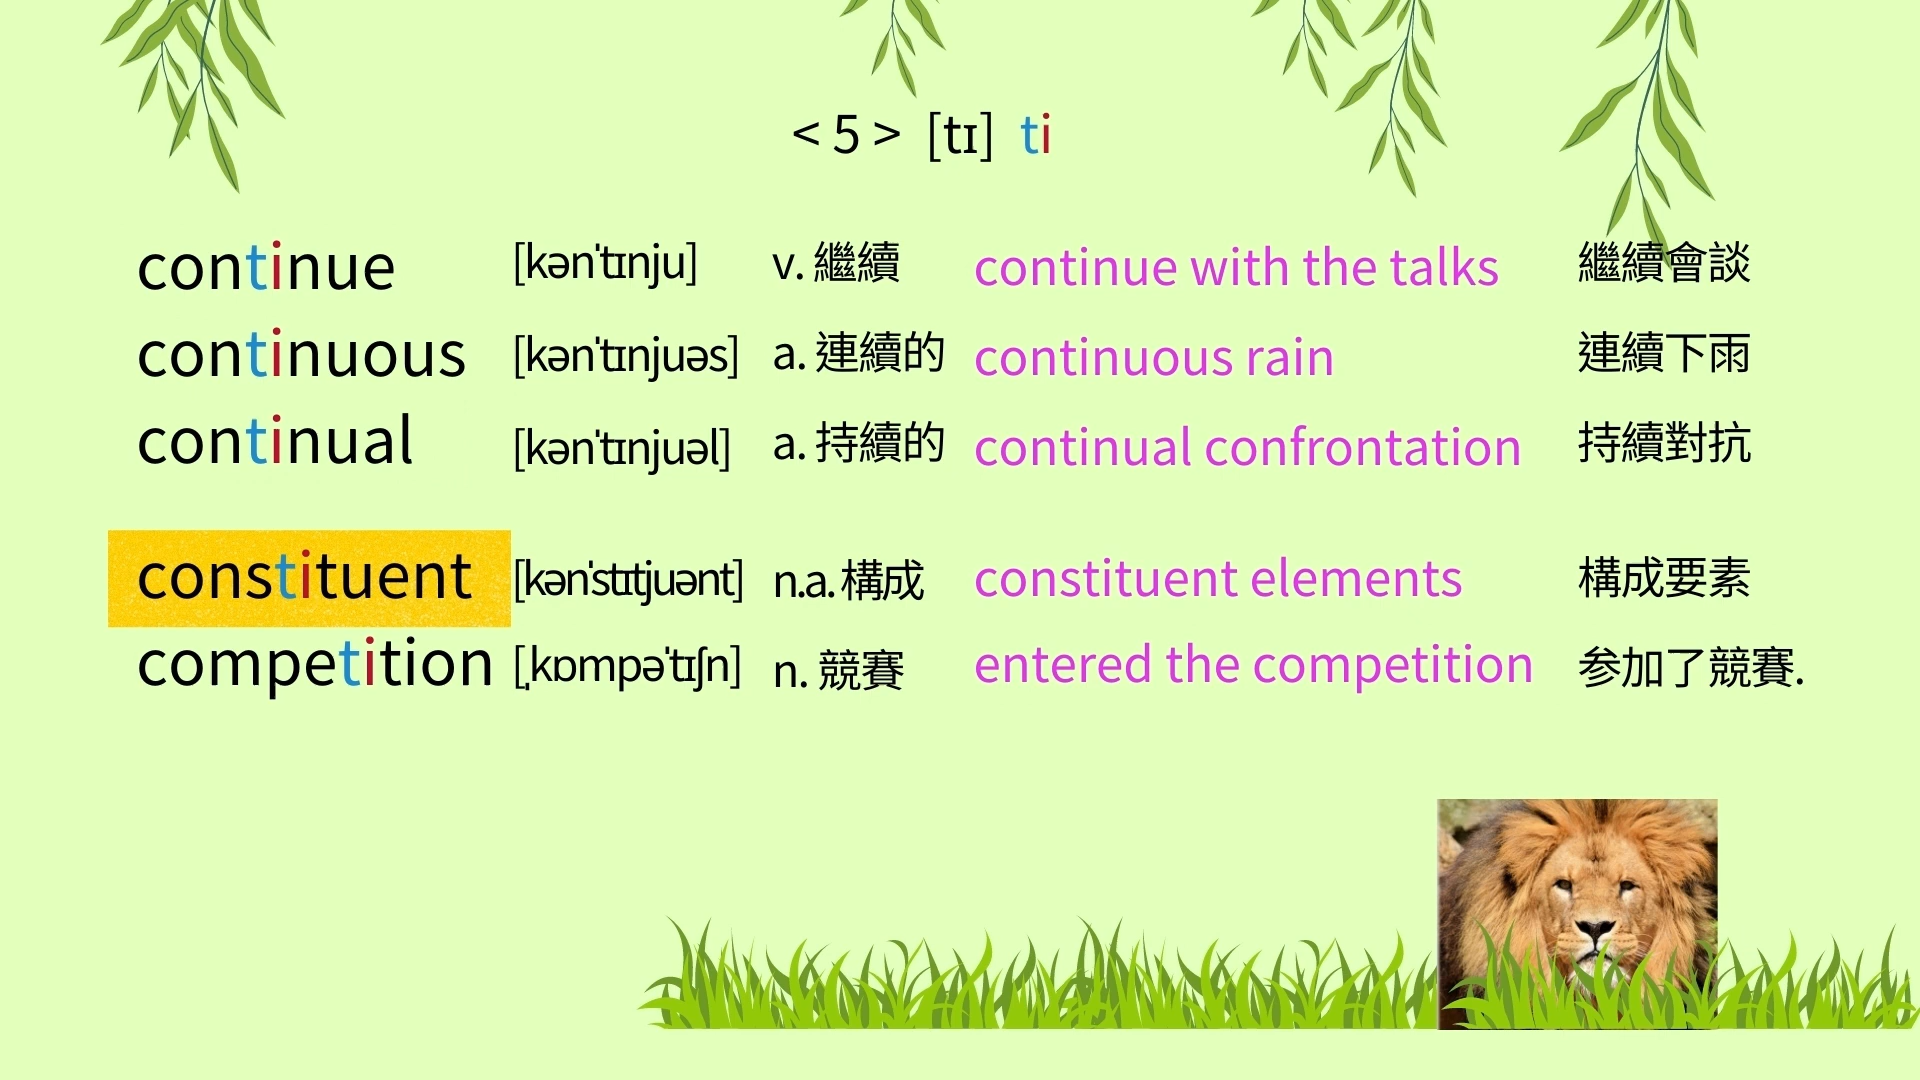 < 5 > [tɪ] ti
continue [kən'tɪnju] v. 繼續 continue with the talks 繼續會談
continuous [kən'tɪnjuəs] a. 連續的 continuous rain 連續下雨
continual [kən'tɪnjuəl] a. 持續的 continual confrontation 持續對抗
constituent [kən'stɪtjuənt] n.a. 構成 constituent elements 構成要素
competition [ˌkɒmpə'tɪʃn] n. 競賽 entered the competition 参加了競賽.